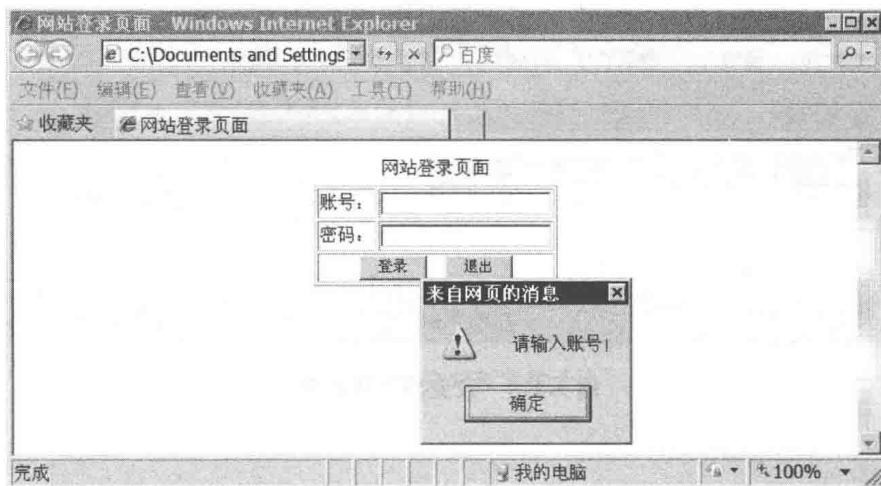 网站登录页面 - Windows Internet Explorer
C:\Documents and Settings 百度
文件(F) 编辑(E) 查看(V) 收藏夹(A) 工具(T) 帮助(H)
收藏夹 网站登录页面
网站登录页面
账号:
密码:
登录 退出
来自网页的消息
请输入账号!
确定
完成 我的电脑 100%